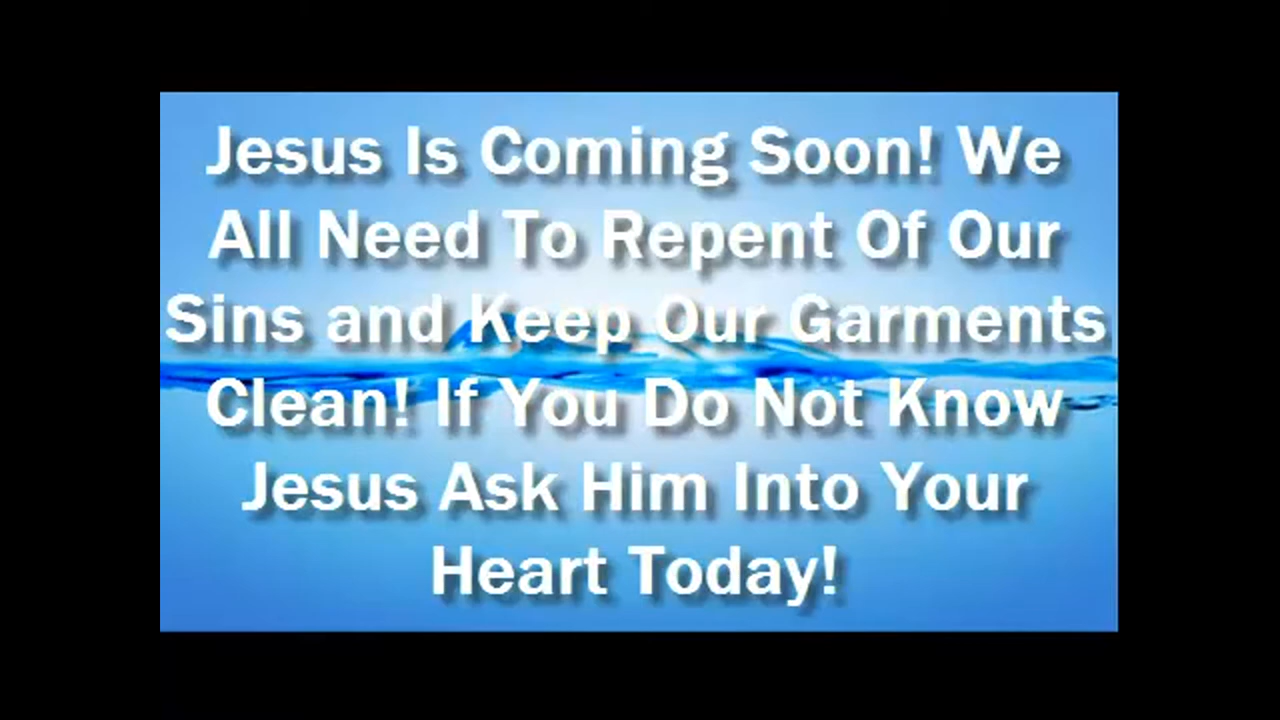 Jesus Is Coming Soon! We
All Need To Repent Of Our
Sins and Keep Our Garments
Clean! If You Do Not Know
Jesus Ask Him Into Your
Heart Today!